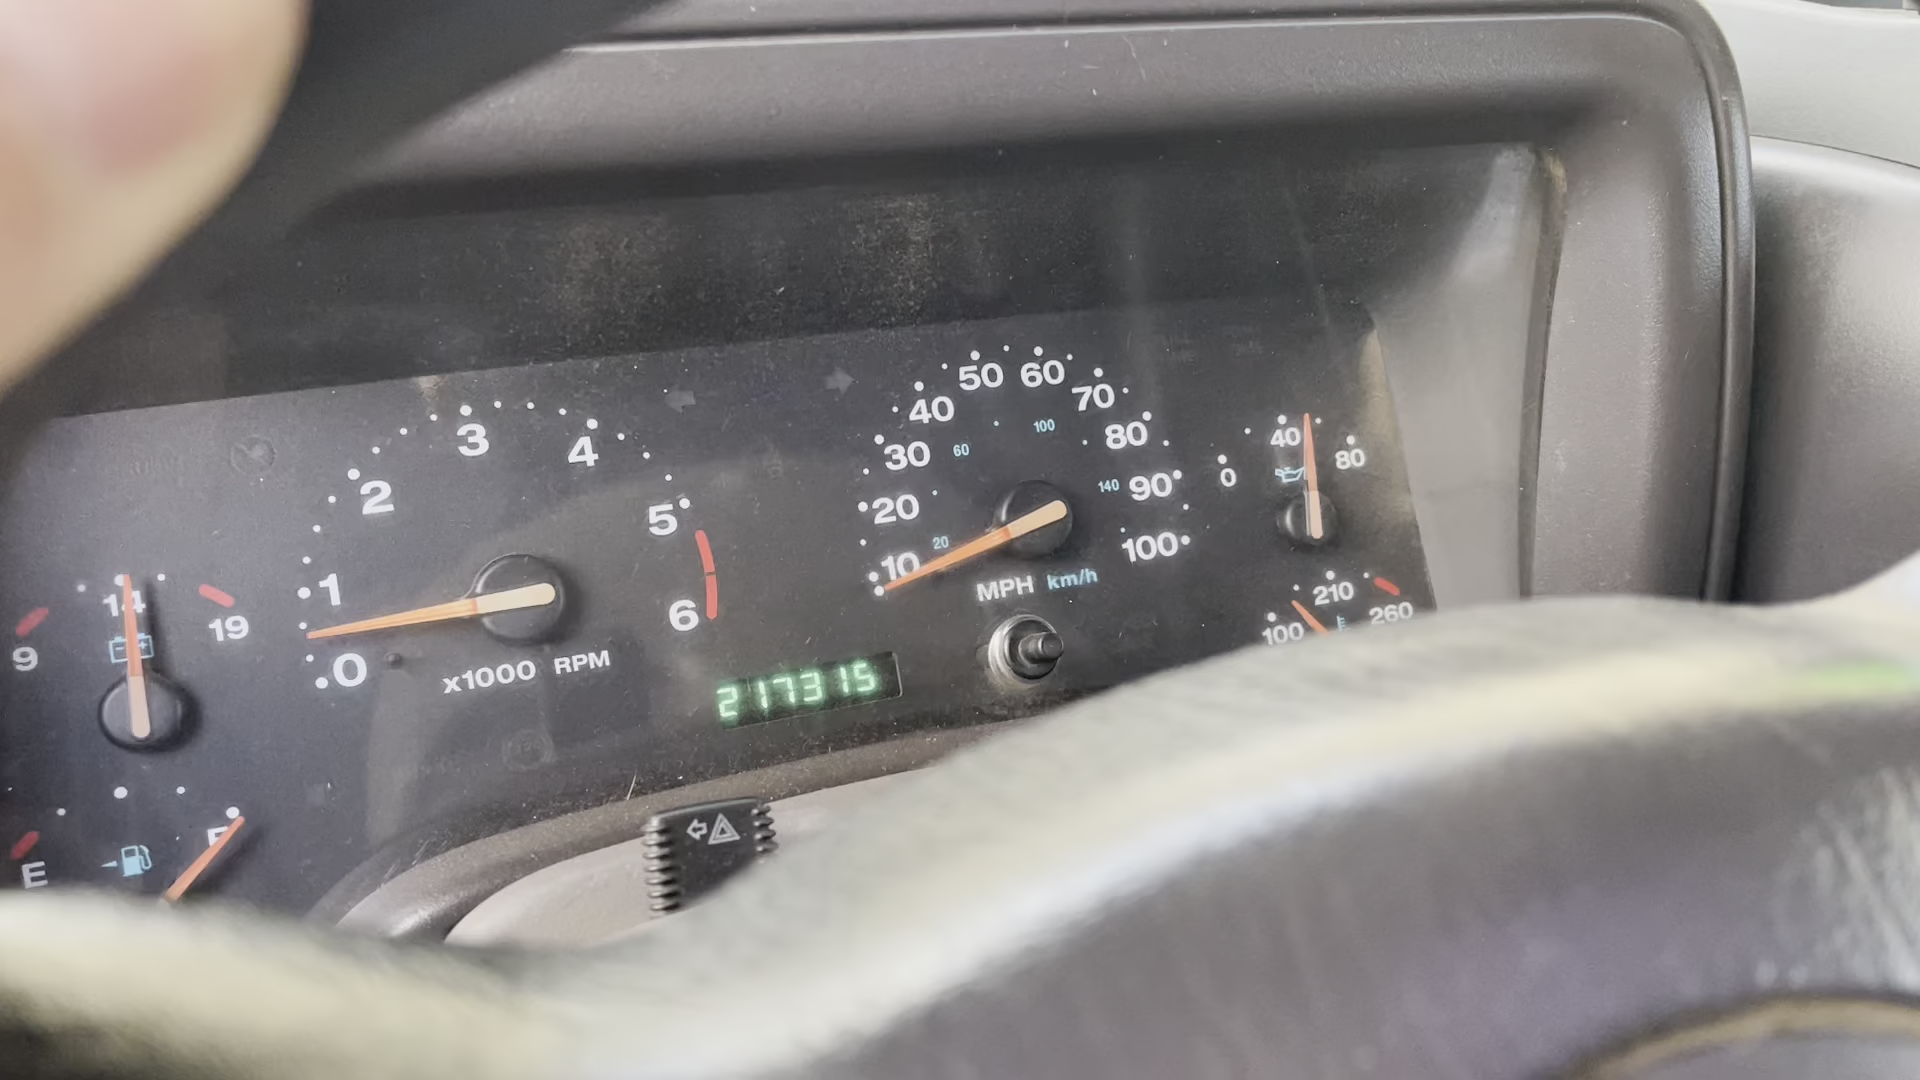 9 14 19
E F
0 1 2 3 4 5 6
x1000 RPM
217315
10 20 30 40 50 60 70 80 90 100
20 60 100 140
MPH km/h
0 40 80
100 210 260